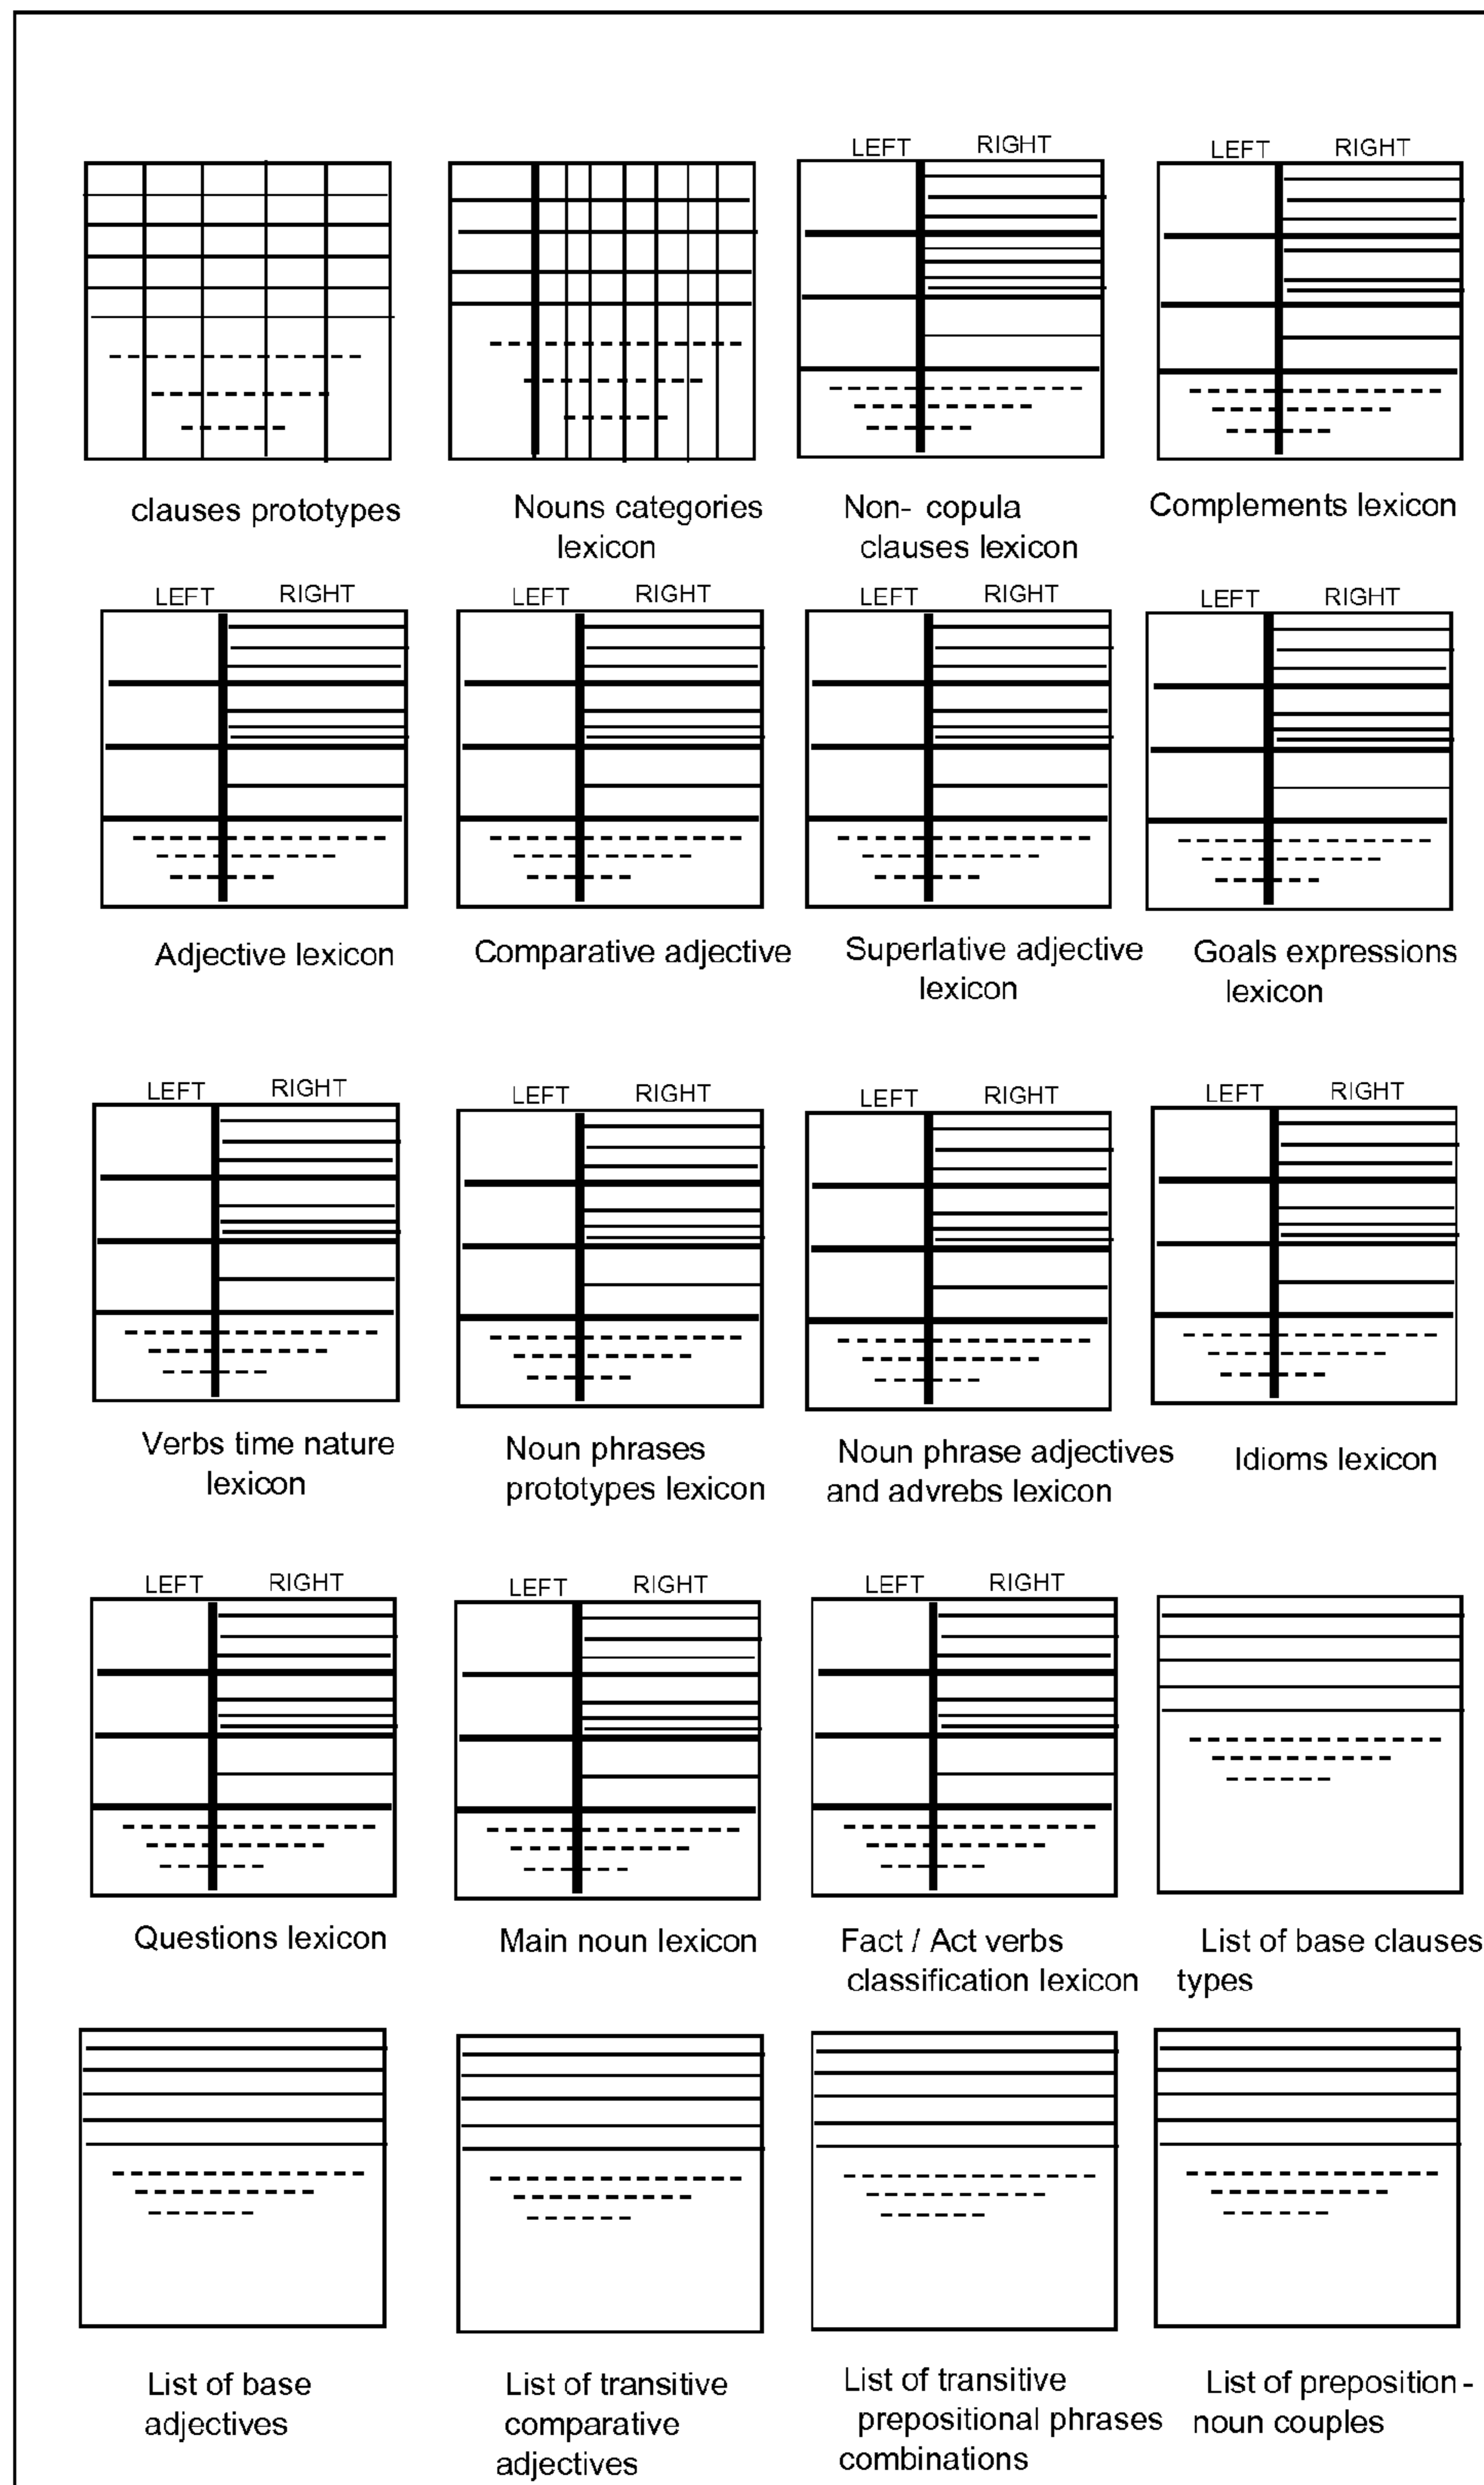 LEFT RIGHT
LEFT RIGHT
clauses prototypes
Nouns categories
lexicon
Non- copula
clauses lexicon
Complements lexicon
LEFT RIGHT
LEFT RIGHT
LEFT RIGHT
LEFT RIGHT
Adjective lexicon
Comparative adjective
Superlative adjective
lexicon
Goals expressions
lexicon
LEFT RIGHT
LEFT RIGHT
LEFT RIGHT
LEFT RIGHT
Verbs time nature
lexicon
Noun phrases
prototypes lexicon
Noun phrase adjectives
and advrebs lexicon
Idioms lexicon
LEFT RIGHT
LEFT RIGHT
LEFT RIGHT
Questions lexicon
Main noun lexicon
Fact / Act verbs
classification lexicon
List of base clauses
types
List of base
adjectives
List of transitive
comparative
adjectives
List of transitive
prepositional phrases
combinations
List of preposition -
noun couples